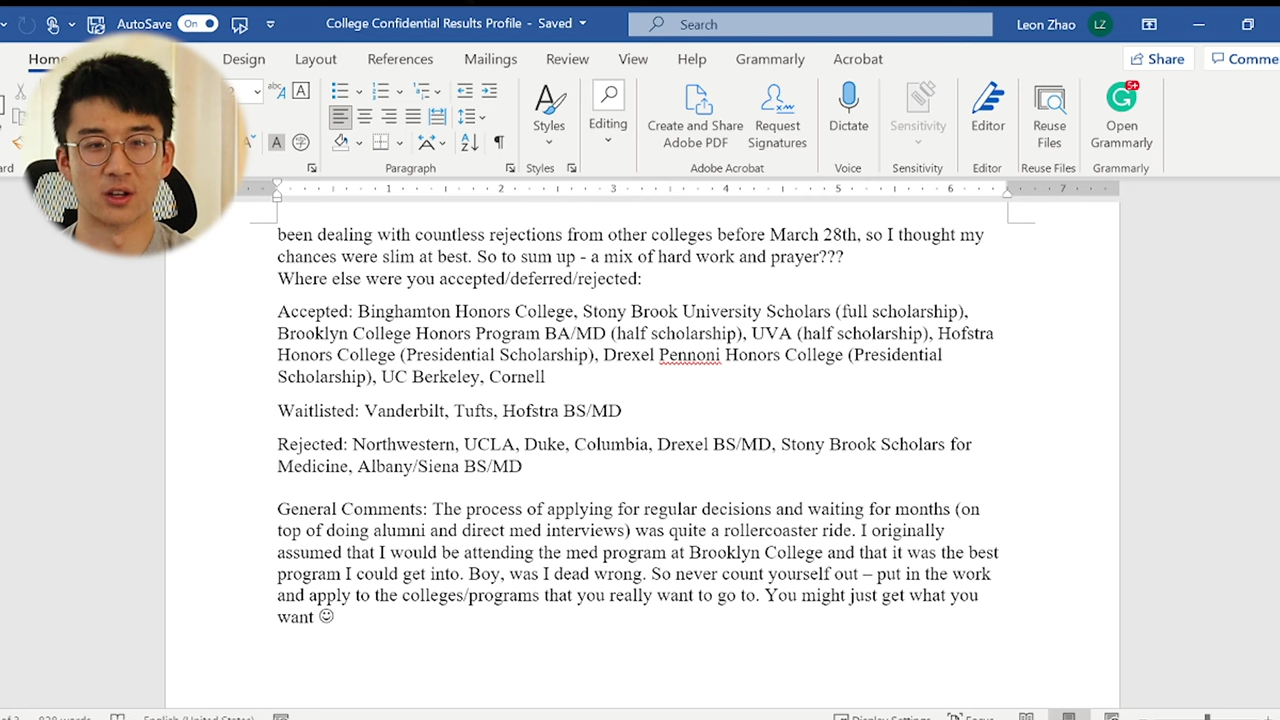 AutoSave On College Confidential Results Profile - Saved Search Leon Zhao LZ
Home Design Layout References Mailings Review View Help Grammarly Acrobat Share Comme
Styles Editing Create and Share Adobe PDF Request Signatures Dictate Sensitivity Editor Reuse Files Open Grammarly
Paragraph Styles Adobe Acrobat Voice Sensitivity Editor Reuse Files Grammarly
1 2 3 4 5 6 7
been dealing with countless rejections from other colleges before March 28th, so I thought my
chances were slim at best. So to sum up - a mix of hard work and prayer???
Where else were you accepted/deferred/rejected:
Accepted: Binghamton Honors College, Stony Brook University Scholars (full scholarship),
Brooklyn College Honors Program BA/MD (half scholarship), UVA (half scholarship), Hofstra
Honors College (Presidential Scholarship), Drexel Pennoni Honors College (Presidential
Scholarship), UC Berkeley, Cornell
Waitlisted: Vanderbilt, Tufts, Hofstra BS/MD
Rejected: Northwestern, UCLA, Duke, Columbia, Drexel BS/MD, Stony Brook Scholars for
Medicine, Albany/Siena BS/MD
General Comments: The process of applying for regular decisions and waiting for months (on
top of doing alumni and direct med interviews) was quite a rollercoaster ride. I originally
assumed that I would be attending the med program at Brooklyn College and that it was the best
program I could get into. Boy, was I dead wrong. So never count yourself out – put in the work
and apply to the colleges/programs that you really want to go to. You might just get what you
want ☺
English (United States) Display Settings Focus